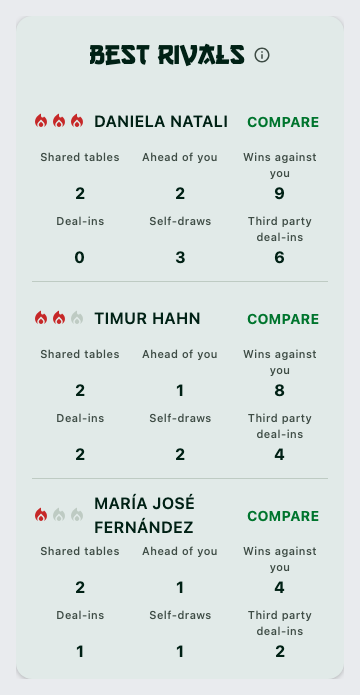 BEST RIVALS
DANIELA NATALI COMPARE
Shared tables Ahead of you Wins against
you
2 2 9
Deal-ins Self-draws Third party
deal-ins
0 3 6
TIMUR HAHN COMPARE
Shared tables Ahead of you Wins against
you
2 1 8
Deal-ins Self-draws Third party
deal-ins
2 2 4
MARÍA JOSÉ
FERNÁNDEZ COMPARE
Shared tables Ahead of you Wins against
you
2 1 4
Deal-ins Self-draws Third party
deal-ins
1 1 2